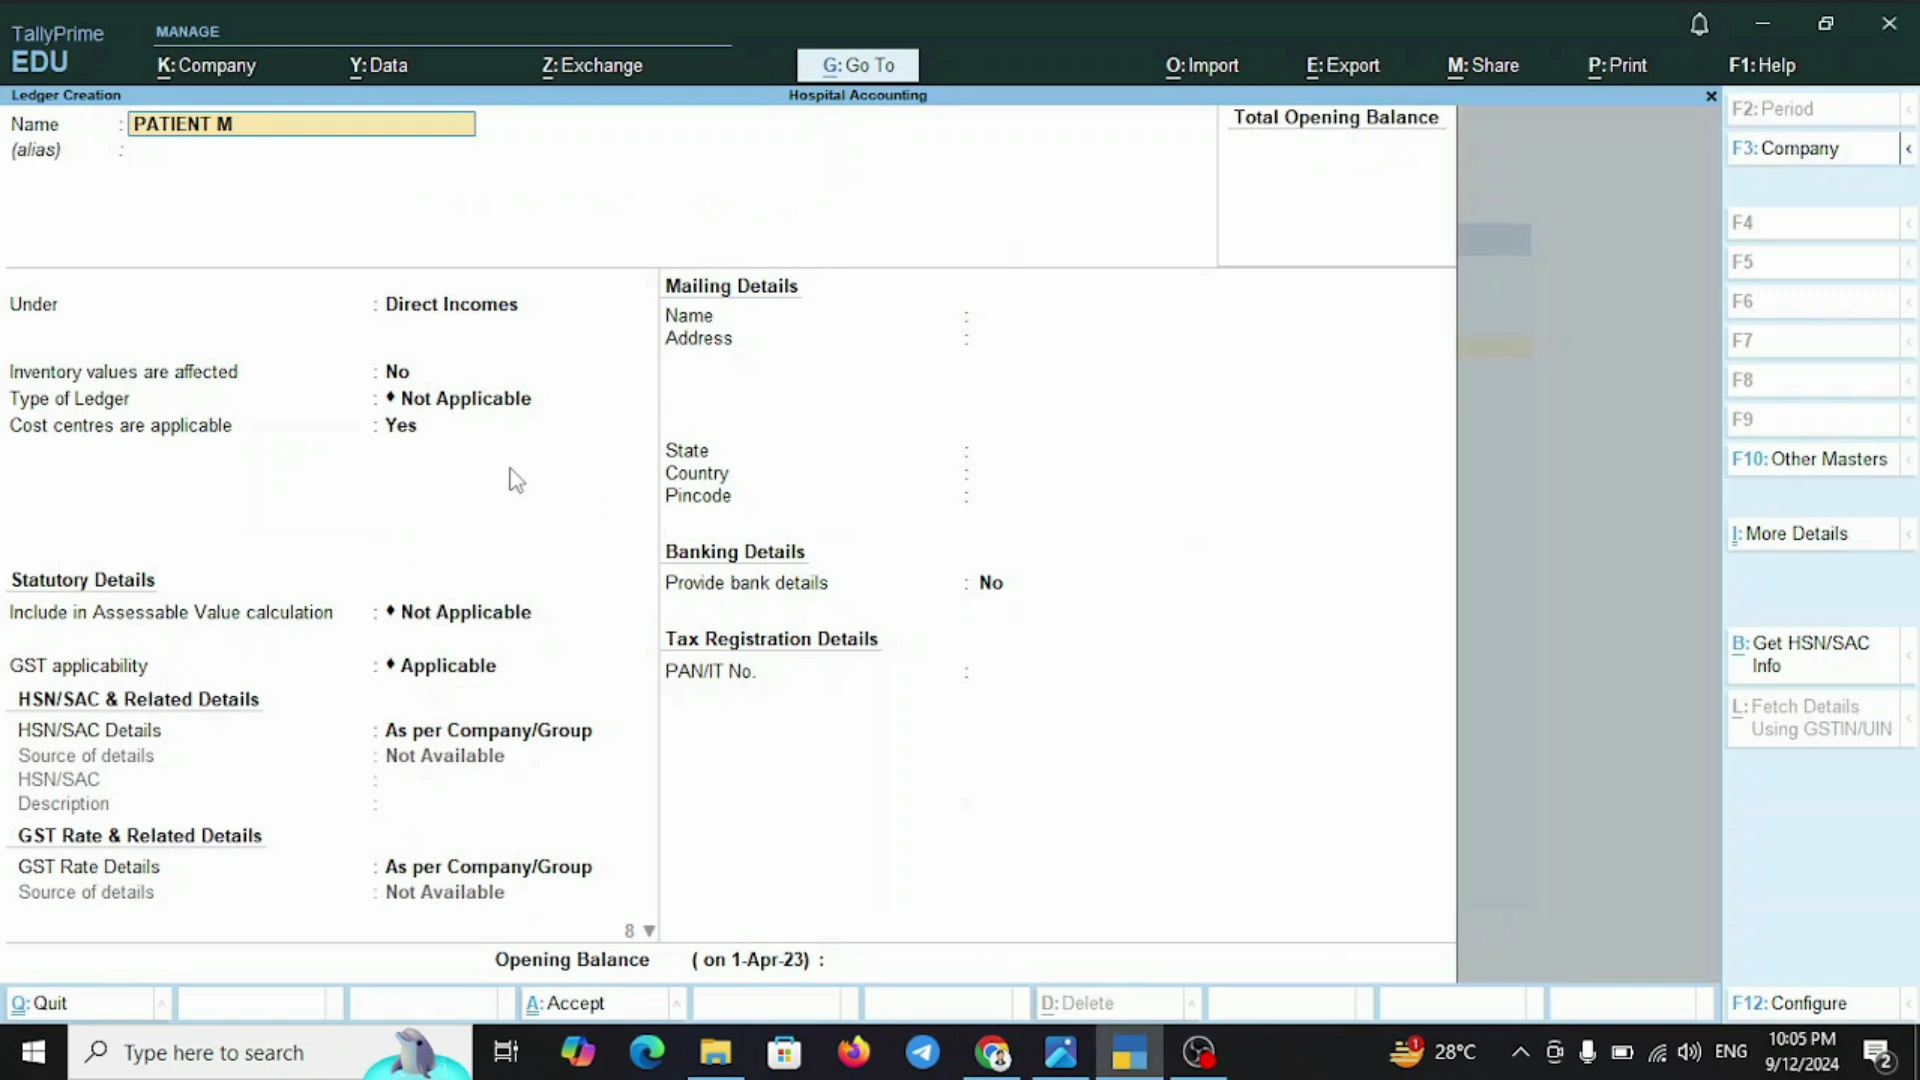 TallyPrime
EDU
MANAGE
K: Company
Y: Data
Z: Exchange
G: Go To
O: Import
E: Export
M: Share
P: Print
F1: Help
Ledger Creation
Hospital Accounting
Name : PATIENT M
(alias) :
Total Opening Balance
Under : Direct Incomes
Inventory values are affected : No
Type of Ledger : ♦ Not Applicable
Cost centres are applicable : Yes
Statutory Details
Include in Assessable Value calculation : ♦ Not Applicable
GST applicability : ♦ Applicable
HSN/SAC & Related Details
HSN/SAC Details : As per Company/Group
Source of details : Not Available
HSN/SAC :
Description :
GST Rate & Related Details
GST Rate Details : As per Company/Group
Source of details : Not Available
8 ▼
Mailing Details
Name :
Address :
State :
Country :
Pincode :
Banking Details
Provide bank details : No
Tax Registration Details
PAN/IT No. :
Opening Balance ( on 1-Apr-23) :
F2: Period
F3: Company
F4
F5
F6
F7
F8
F9
F10: Other Masters
I: More Details
B: Get HSN/SAC
Info
L: Fetch Details
Using GSTIN/UIN
F12: Configure
Q: Quit
A: Accept
D: Delete
Type here to search
1
28°C
ENG
10:05 PM
9/12/2024
2